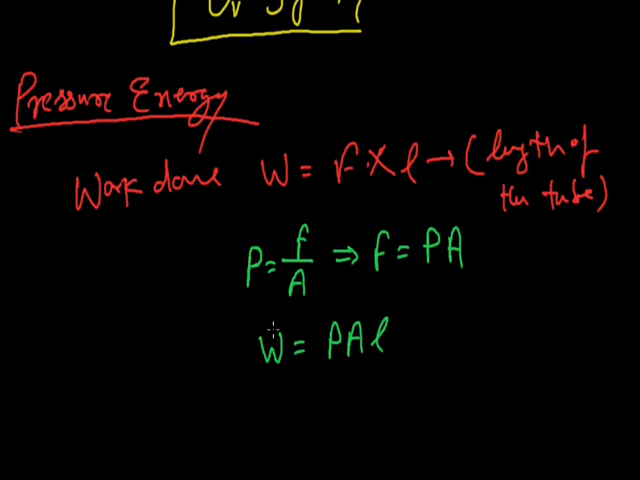 Pressure Energy
Work done W = F × l → (length of the tube)
P = f/A ⇒ f = PA
W = PAl